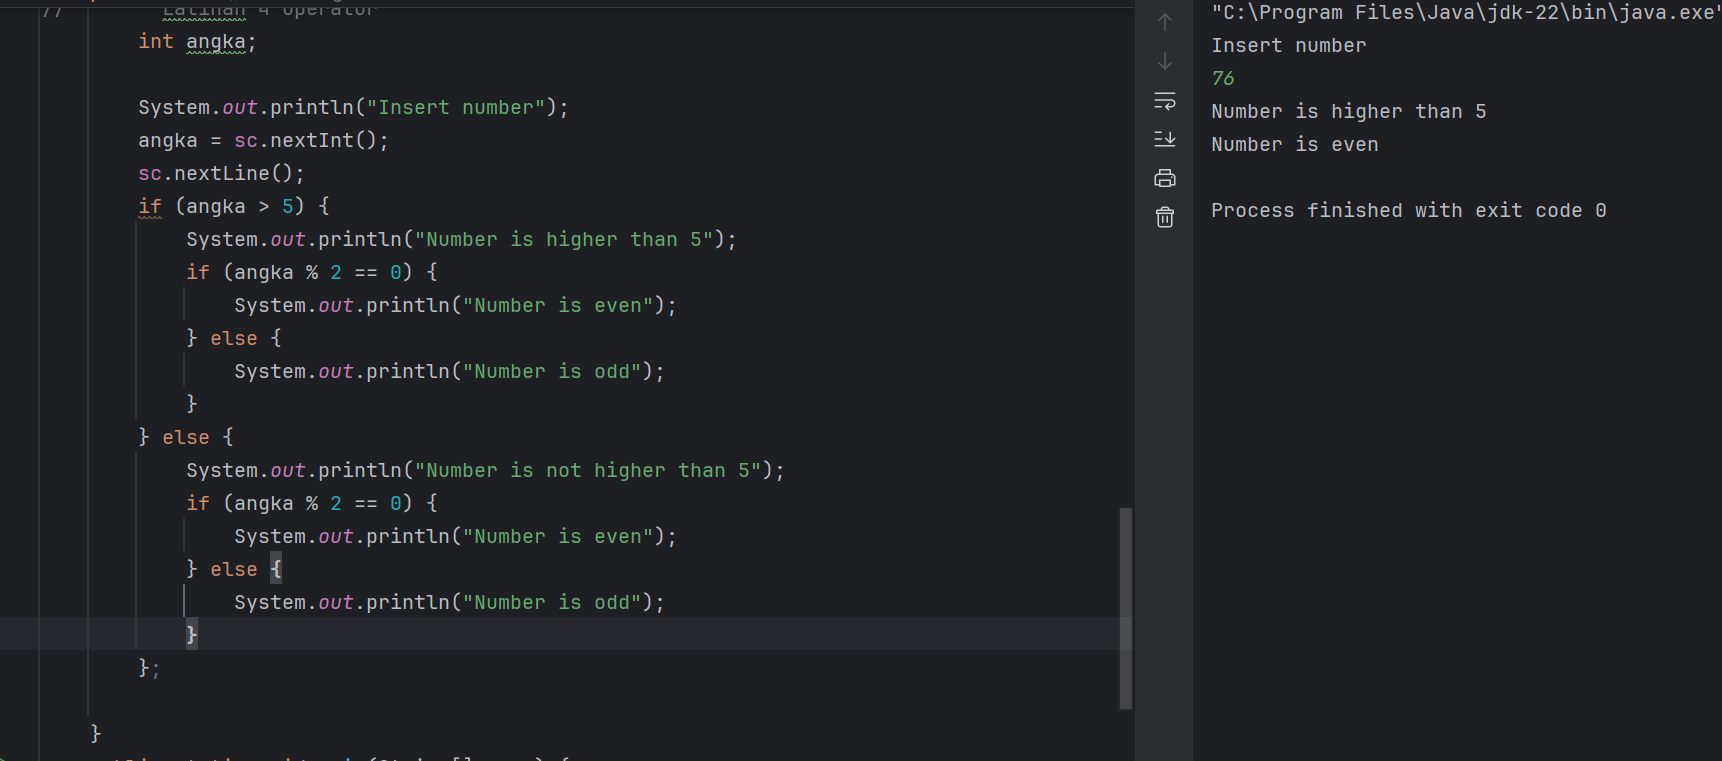 //        Latihan 4 operator
int angka;
System.out.println("Insert number");
angka = sc.nextInt();
sc.nextLine();
if (angka > 5) {
System.out.println("Number is higher than 5");
if (angka % 2 == 0) {
System.out.println("Number is even");
} else {
System.out.println("Number is odd");
}
} else {
System.out.println("Number is not higher than 5");
if (angka % 2 == 0) {
System.out.println("Number is even");
} else {
System.out.println("Number is odd");
}
};
}
"C:\Program Files\Java\jdk-22\bin\java.exe"
Insert number
76
Number is higher than 5
Number is even
Process finished with exit code 0